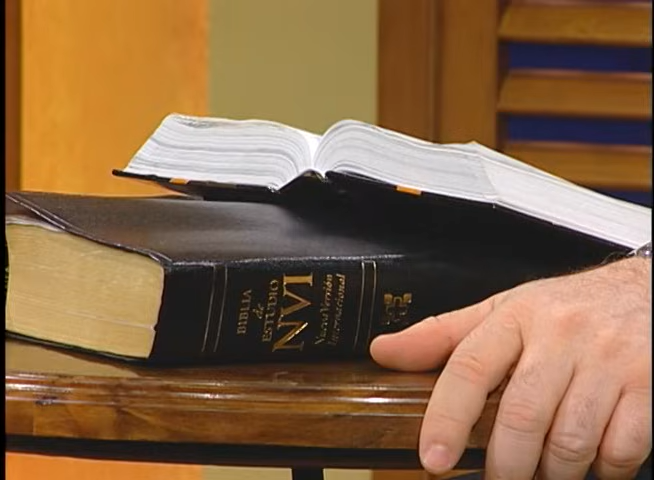 BIBLIA
de
ESTUDIO
NVI
Nueva Versión
Internacional